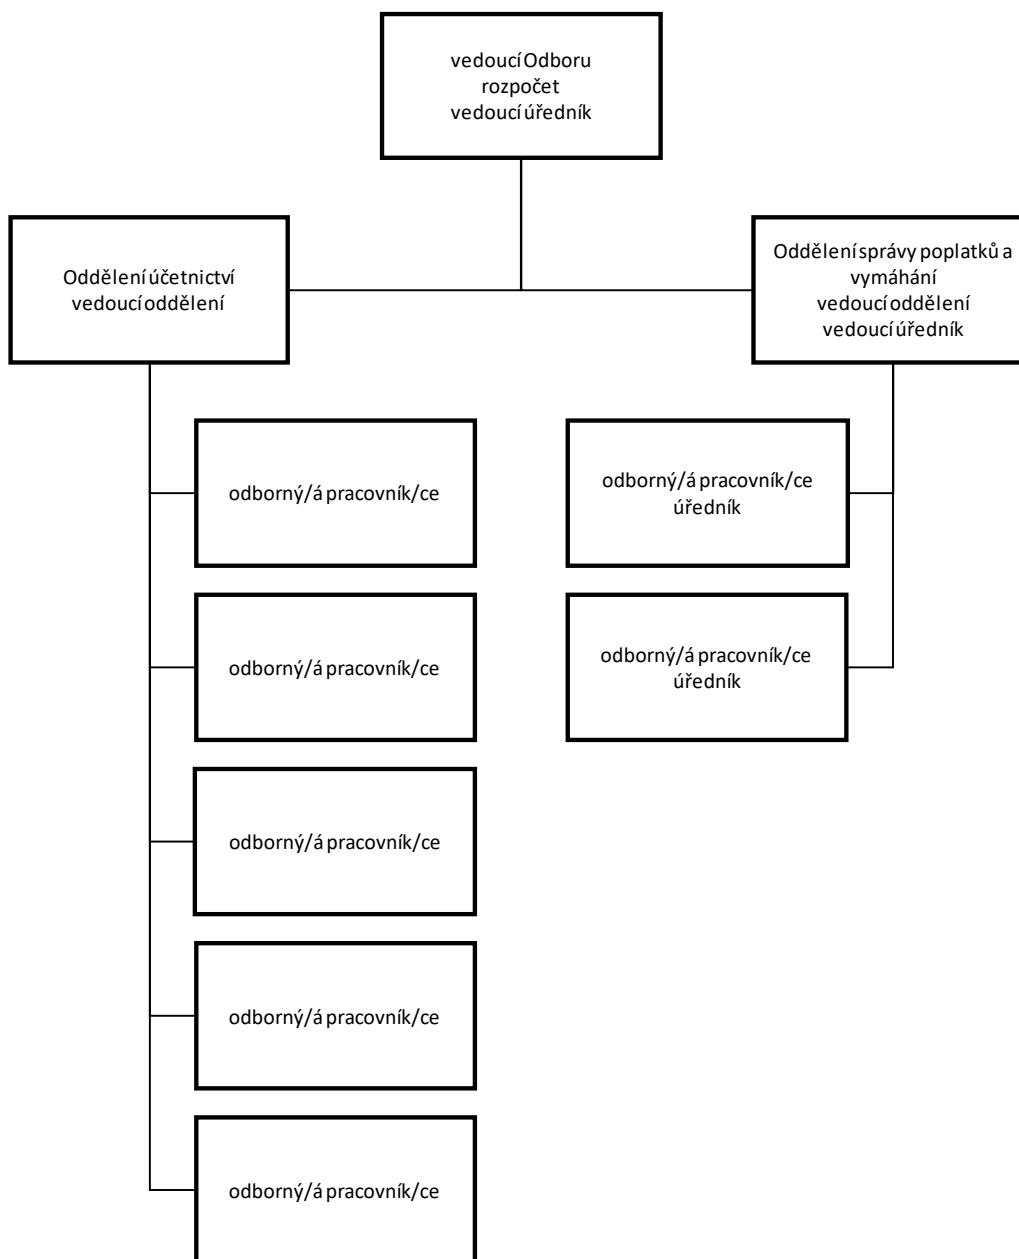 vedoucí Odboru
rozpočet
vedoucí úředník
Oddělení účetnictví
vedoucí oddělení
Oddělení správy poplatků a
vymáhání
vedoucí oddělení
vedoucí úředník
odborný/á pracovník/ce
odborný/á pracovník/ce
odborný/á pracovník/ce
odborný/á pracovník/ce
odborný/á pracovník/ce
odborný/á pracovník/ce
úředník
odborný/á pracovník/ce
úředník